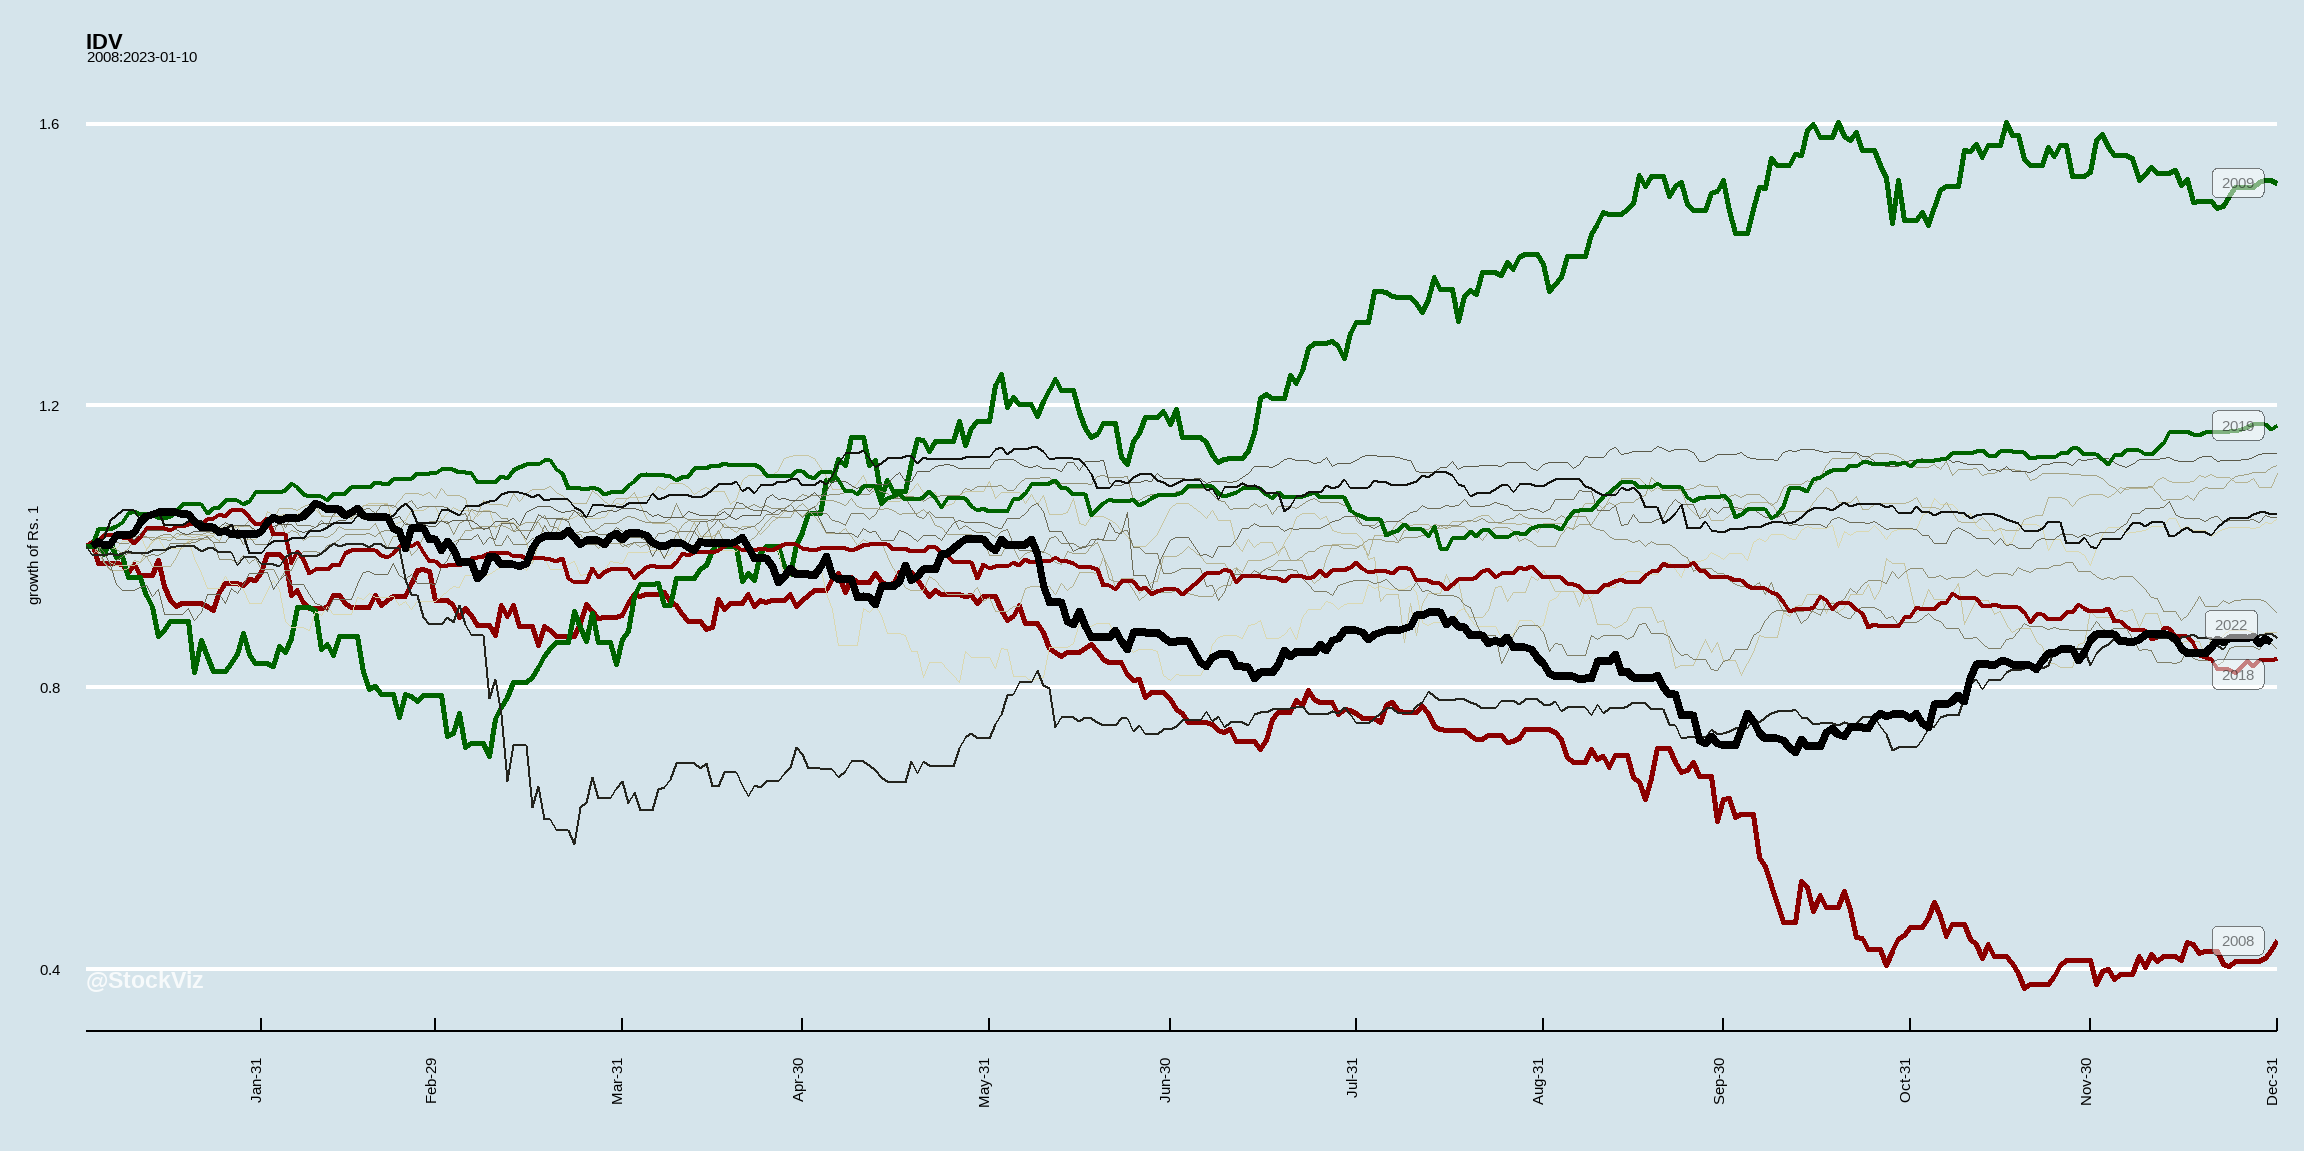 IDV
2008:2023-01-10
1.6
1.2
0.8
0.4
growth of Rs. 1
2009
2019
2022
2018
2008
@StockViz
Jan-31
Feb-29
Mar-31
Apr-30
May-31
Jun-30
Jul-31
Aug-31
Sep-30
Oct-31
Nov-30
Dec-31